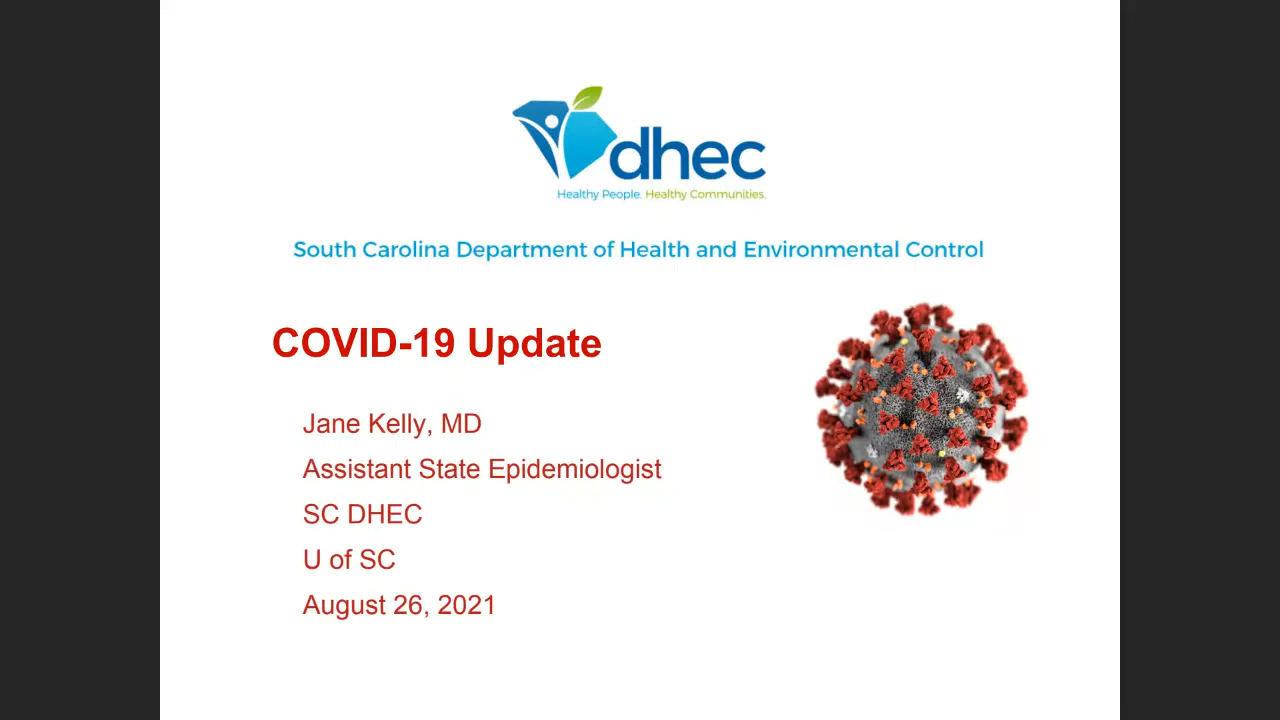 dhec
Healthy People. Healthy Communities.
South Carolina Department of Health and Environmental Control
COVID-19 Update
Jane Kelly, MD
Assistant State Epidemiologist
SC DHEC
U of SC
August 26, 2021